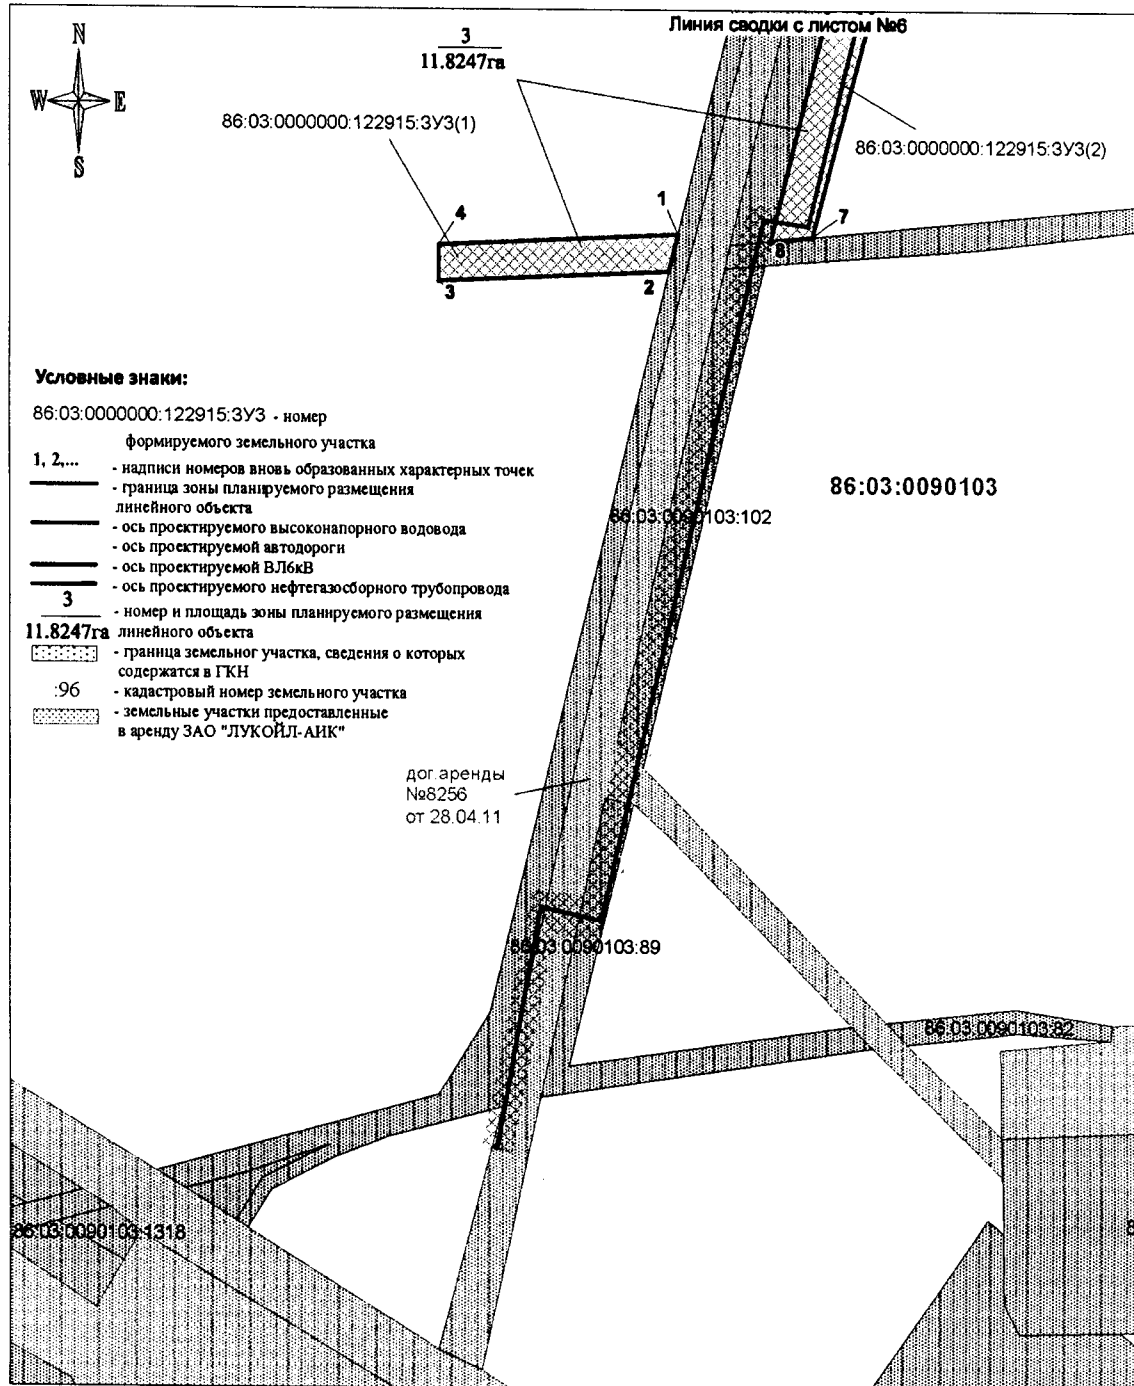 Линия сводки с листом №6
N
W
E
S
3
11.8247га
86:03:0000000:122915:ЗУ3(1)
86:03:0000000:122915:ЗУ3(2)
4
1
3
2
7
8
Условные знаки:
86:03:0000000:122915:ЗУ3 - номер
формируемого земельного участка
1, 2,... - надписи номеров вновь образованных характерных точек
- граница зоны планируемого размещения
линейного объекта
- ось проектируемого высоконапорного водовода
- ось проектируемой автодороги
- ось проектируемой ВЛ6кВ
- ось проектируемого нефтегазосборного трубопровода
3 - номер и площадь зоны планируемого размещения
11.8247га линейного объекта
- граница земельног участка, сведения о которых
содержатся в ГКН
:96 - кадастровый номер земельного участка
- земельные участки предоставленные
в аренду ЗАО "ЛУКОЙЛ-АИК"
86:03:0090103
86:03:0090103:102
дог.аренды
№8256
от 28.04.11
86:03:0090103:89
86:03:0090103:82
86:03:0090103:1318